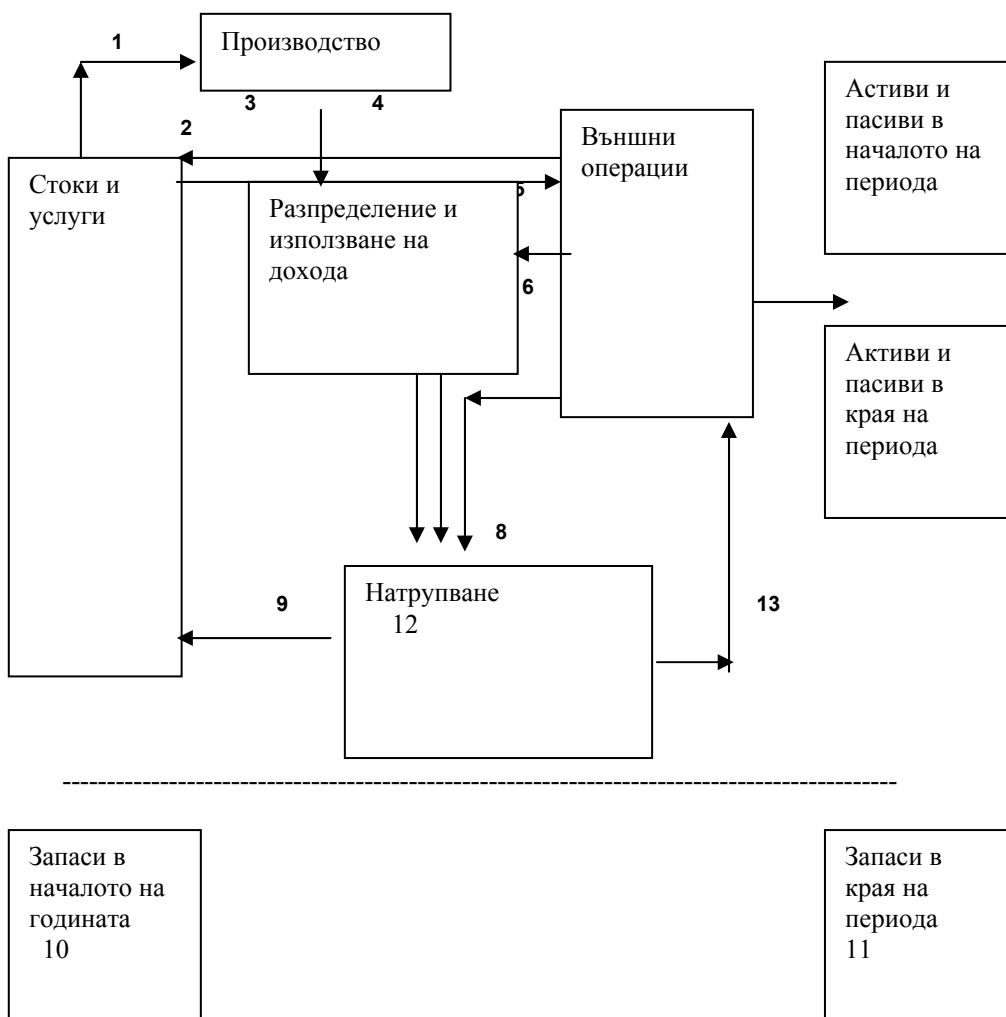 1
Производство
3
4
2
Стоки и
услуги
Външни
операции
Астиви и
пасиви в
началото на
периода
5
Разпределение и
използване на
дохода
6
Активи и
пасиви в
края на
периода
8
Натрупване
12
9
13
--------------------------------------------------------------------------------------------
Запаси в
началото на
годината
10
Запаси в
края на
периода
11